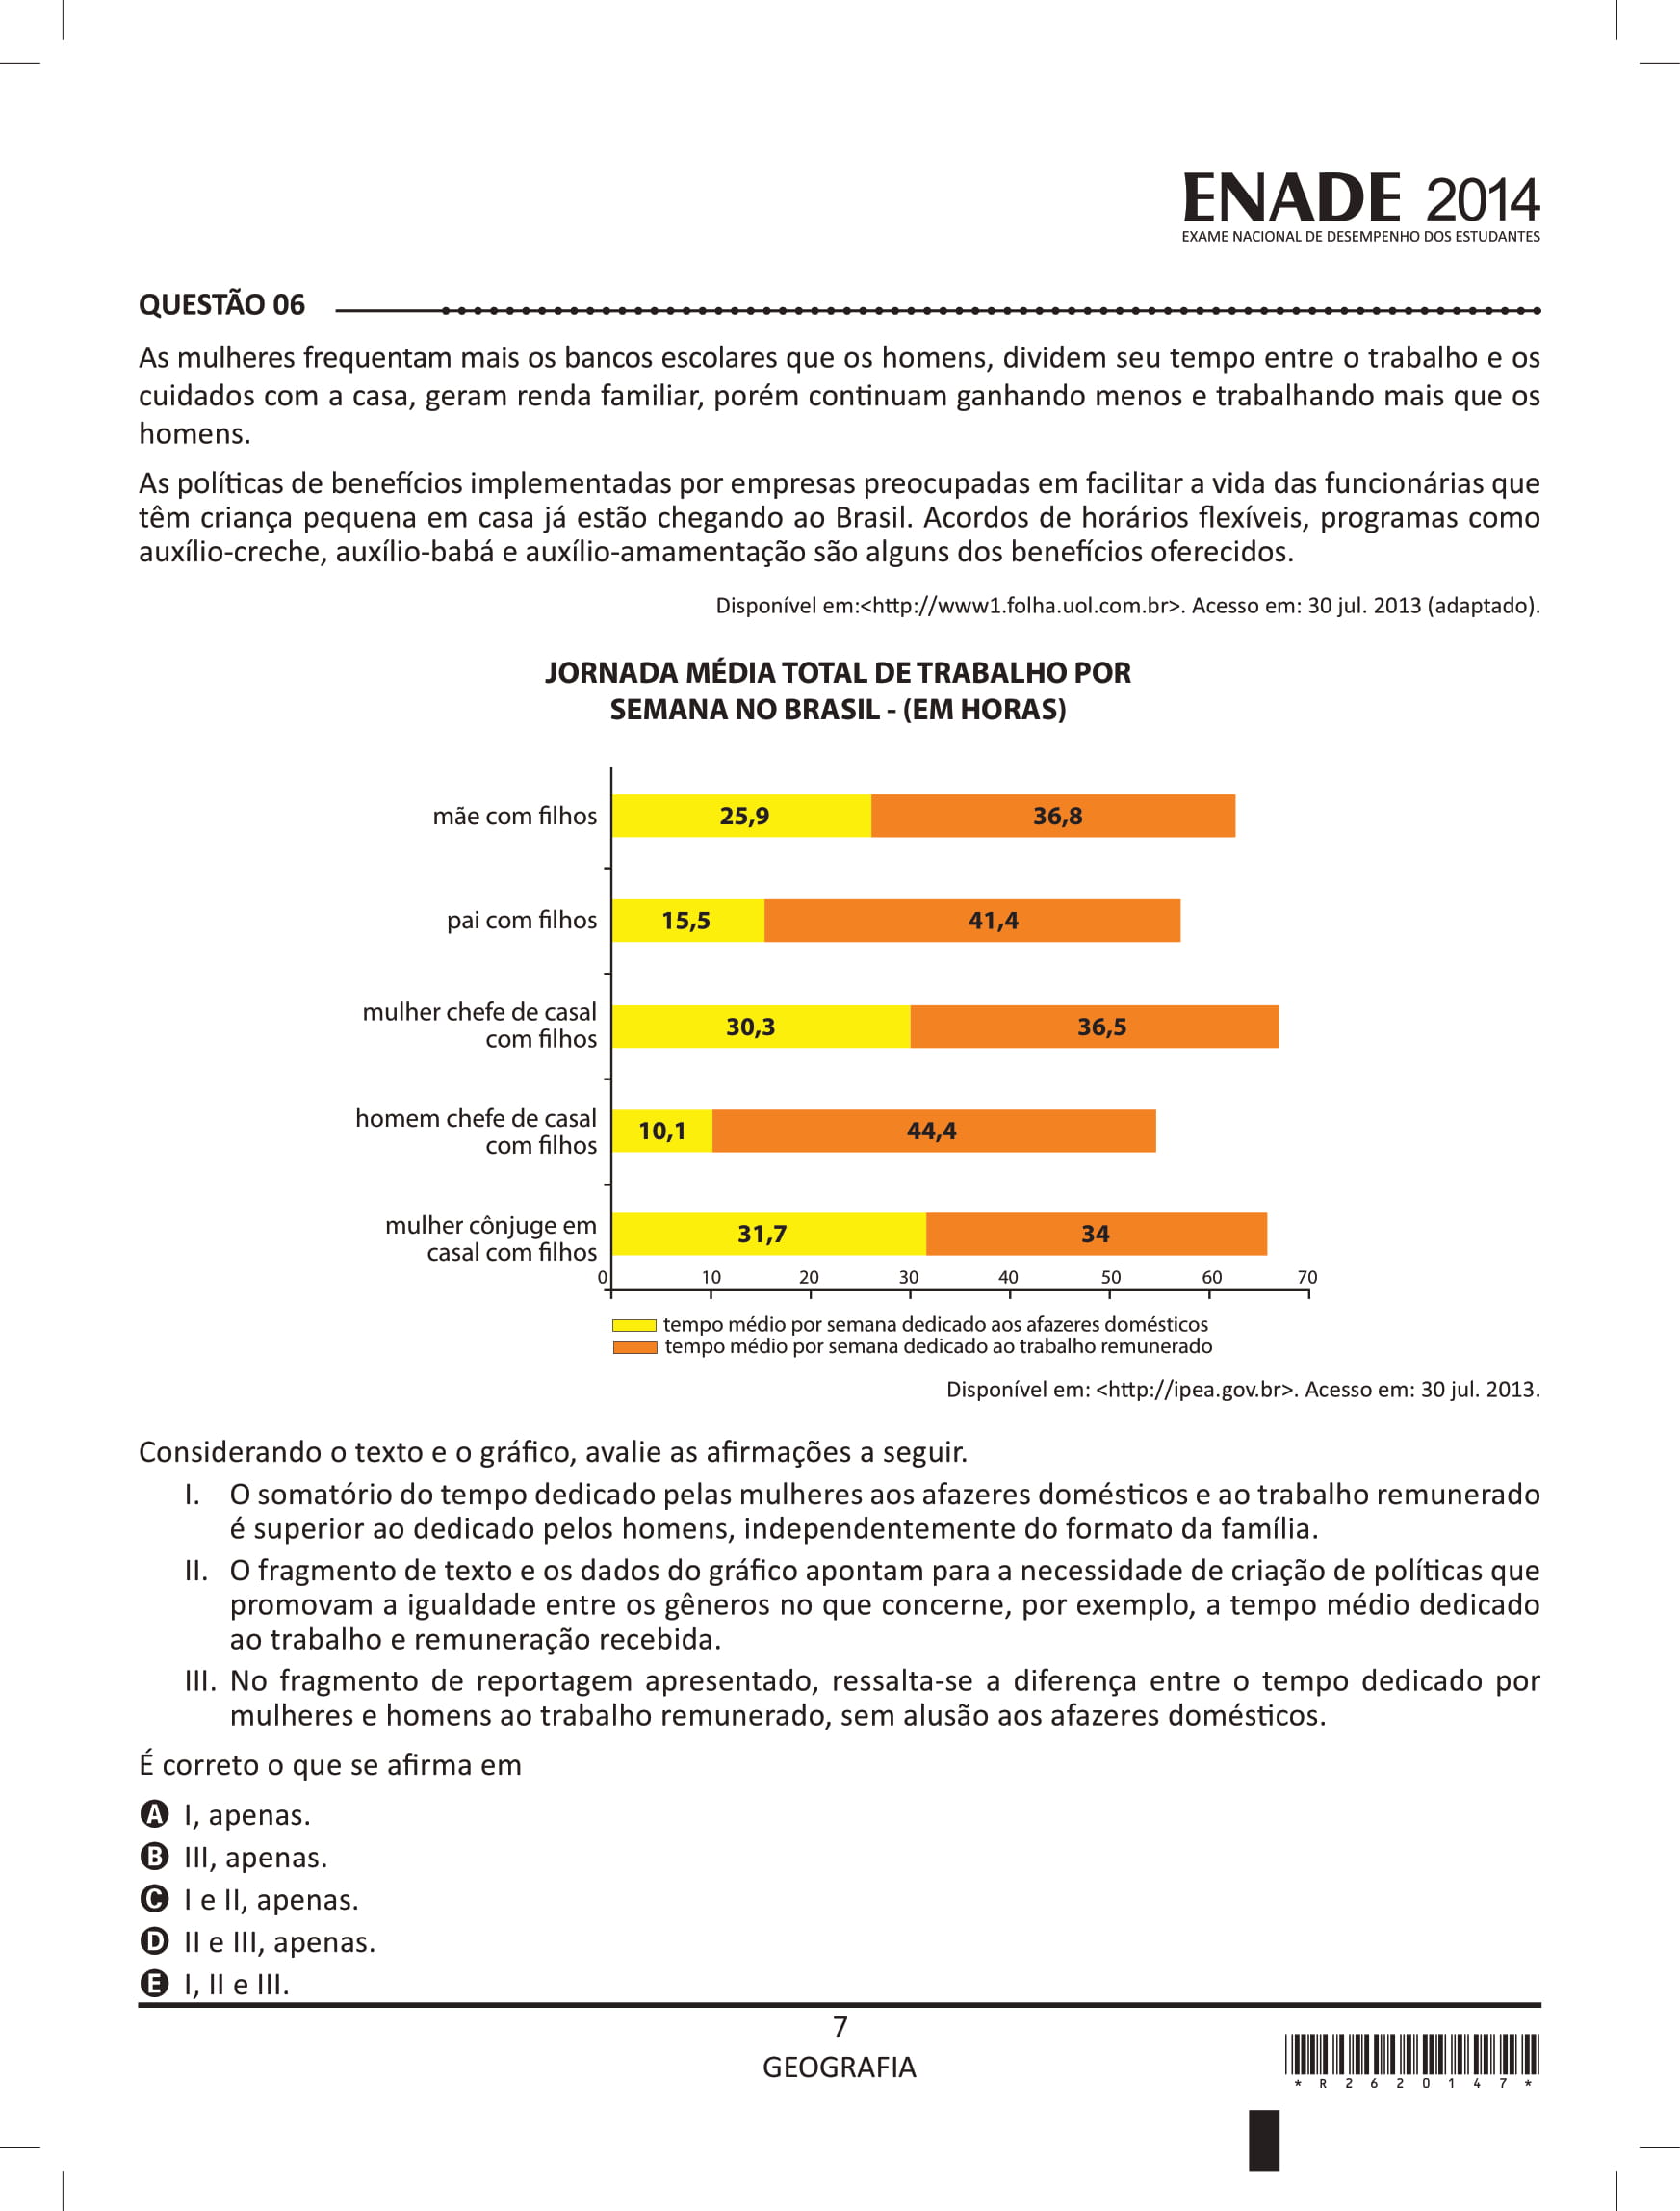 ENADE 2014
EXAME NACIONAL DE DESEMPENHO DOS ESTUDANTES
QUESTÃO 06
As mulheres frequentam mais os bancos escolares que os homens, dividem seu tempo entre o trabalho e os
cuidados com a casa, geram renda familiar, porém continuam ganhando menos e trabalhando mais que os
homens.
As políticas de benefícios implementadas por empresas preocupadas em facilitar a vida das funcionárias que
têm criança pequena em casa já estão chegando ao Brasil. Acordos de horários flexíveis, programas como
auxílio-creche, auxílio-babá e auxílio-amamentação são alguns dos benefícios oferecidos.
Disponível em:<http://www1.folha.uol.com.br>. Acesso em: 30 jul. 2013 (adaptado).
JORNADA MÉDIA TOTAL DE TRABALHO POR
SEMANA NO BRASIL - (EM HORAS)
mãe com filhos 25,9 36,8
pai com filhos 15,5 41,4
mulher chefe de casal
com filhos 30,3 36,5
homem chefe de casal
com filhos 10,1 44,4
mulher cônjuge em
casal com filhos 31,7 34
0 10 20 30 40 50 60 70
tempo médio por semana dedicado aos afazeres domésticos
tempo médio por semana dedicado ao trabalho remunerado
Disponível em: <http://ipea.gov.br>. Acesso em: 30 jul. 2013.
Considerando o texto e o gráfico, avalie as afirmações a seguir.
I. O somatório do tempo dedicado pelas mulheres aos afazeres domésticos e ao trabalho remunerado
é superior ao dedicado pelos homens, independentemente do formato da família.
II. O fragmento de texto e os dados do gráfico apontam para a necessidade de criação de políticas que
promovam a igualdade entre os gêneros no que concerne, por exemplo, a tempo médio dedicado
ao trabalho e remuneração recebida.
III. No fragmento de reportagem apresentado, ressalta-se a diferença entre o tempo dedicado por
mulheres e homens ao trabalho remunerado, sem alusão aos afazeres domésticos.
É correto o que se afirma em
A I, apenas.
B III, apenas.
C I e II, apenas.
D II e III, apenas.
E I, II e III.
7
GEOGRAFIA
* R 2 6 2 0 1 4 7 *